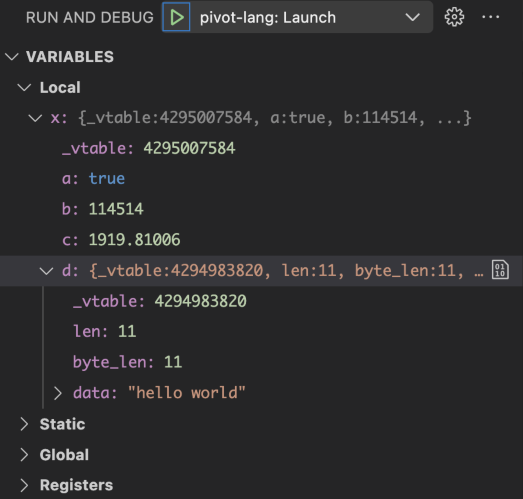 RUN AND DEBUG pivot-lang: Launch
VARIABLES
Local
x: {_vtable:4295007584, a:true, b:114514, ...}
_vtable: 4295007584
a: true
b: 114514
c: 1919.81006
d: {_vtable:4294983820, len:11, byte_len:11, …
_vtable: 4294983820
len: 11
byte_len: 11
data: "hello world"
Static
Global
Registers